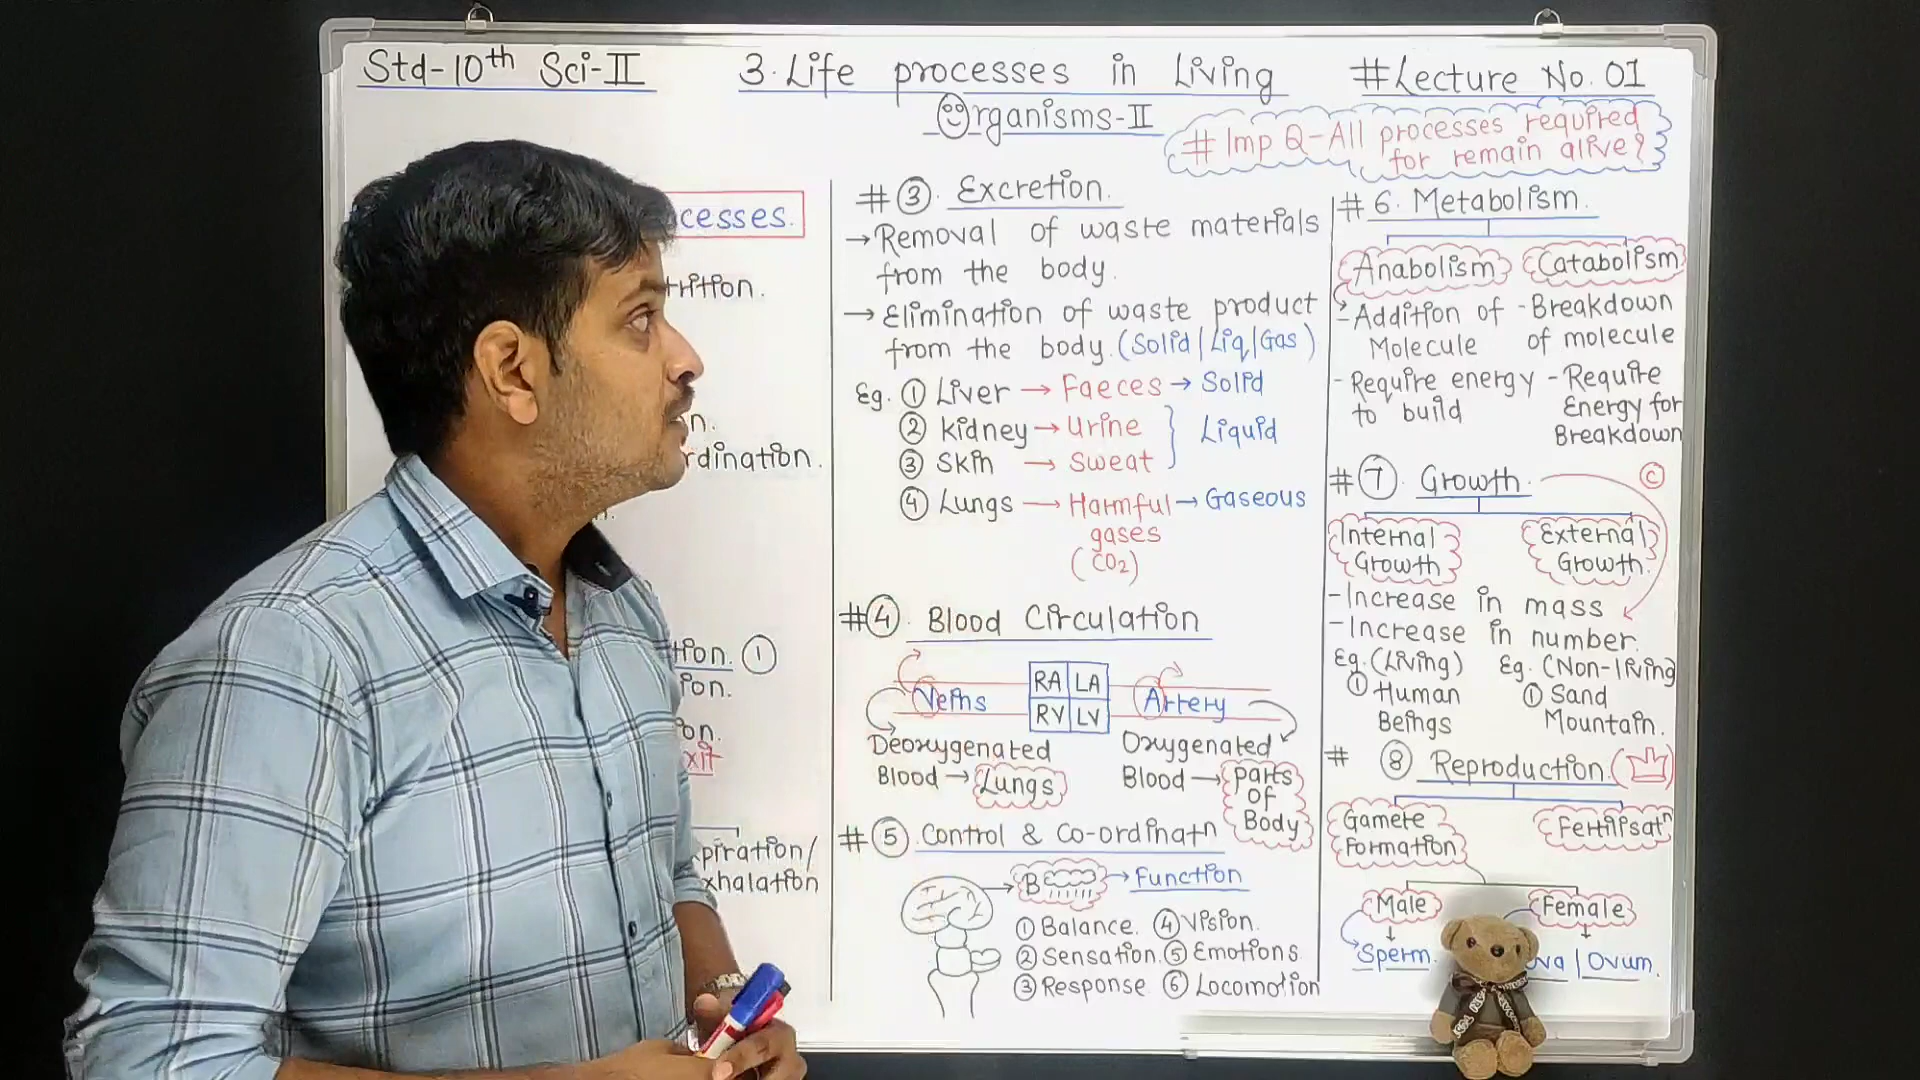 Std-10th Sci-II
3. Life processes in Living
Organisms-II
#Lecture No. 01
# Imp Q-All processes required
for remain alive?
cesses.
trition.
n.
rdination.
tion. ①
ion.
on.
xit
piration/
xhalation
# ③ Excretion.
→ Removal of waste materials
from the body.
→ Elimination of waste product
from the body. (Solid/Liq/Gas)
Eg. ① Liver → Faeces → Solid
② Kidney → Urine } Liquid
③ Skin → Sweat
④ Lungs → Harmful → Gaseous
gases
(CO2)
#④. Blood Circulation
RA LA
Veins Artery
RV LV
Deoxygenated
Blood → Lungs
Oxygenated
Blood → parts
of
Body
#⑤. Control & Co-ordinatn
B → Function
① Balance. ④ Vision.
② Sensation. ⑤ Emotions.
③ Response ⑥ Locomotion
# 6. Metabolism.
Anabolism
- Addition of
Molecule
- Require energy
to build
Catabolism
- Breakdown
of molecule
- Require
Energy for
Breakdown
# ⑦. Growth.
©
Internal
Growth
External
Growth.
- Increase in mass
- Increase in number.
Eg. (Living)
① Human
Beings
Eg. (Non-living
① Sand
Mountain.
# ⑧ Reproduction.
Gamete
Formation
Fertilisatn
Male
Sperm.
Female
va / Ovum.